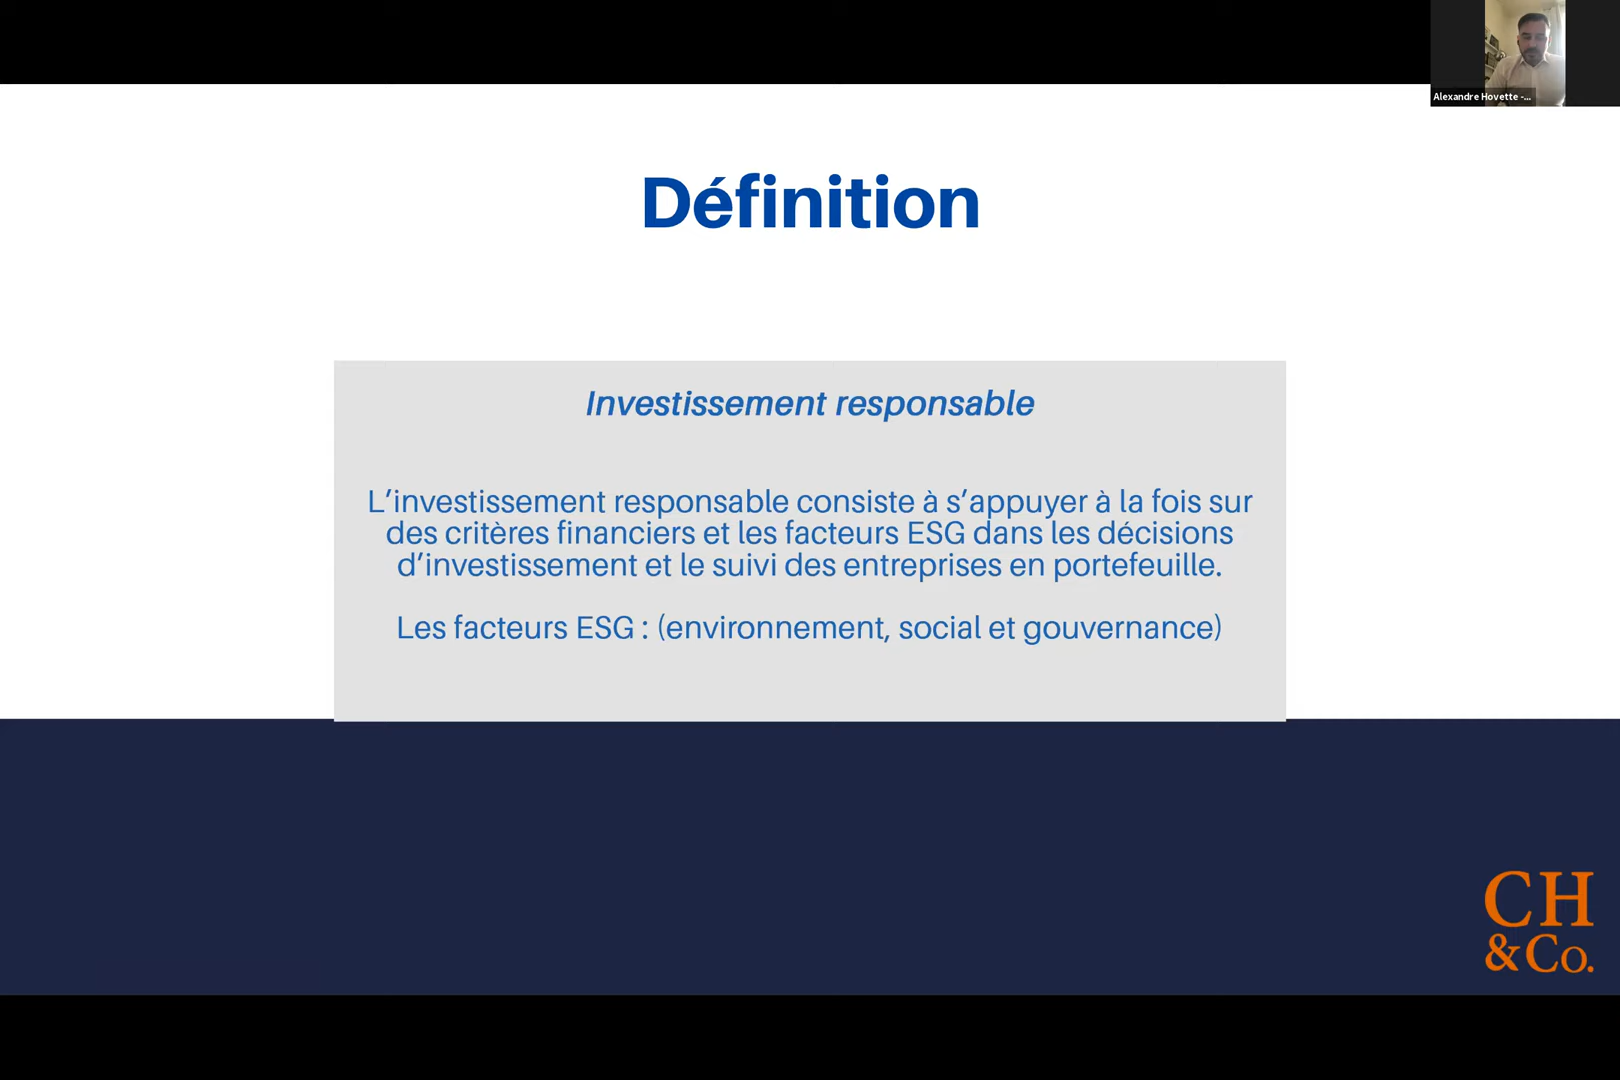 Alexandre Hovette -...
Définition
Investissement responsable
L’investissement responsable consiste à s’appuyer à la fois sur
des critères financiers et les facteurs ESG dans les décisions
d’investissement et le suivi des entreprises en portefeuille.
Les facteurs ESG : (environnement, social et gouvernance)
CH
&Co.